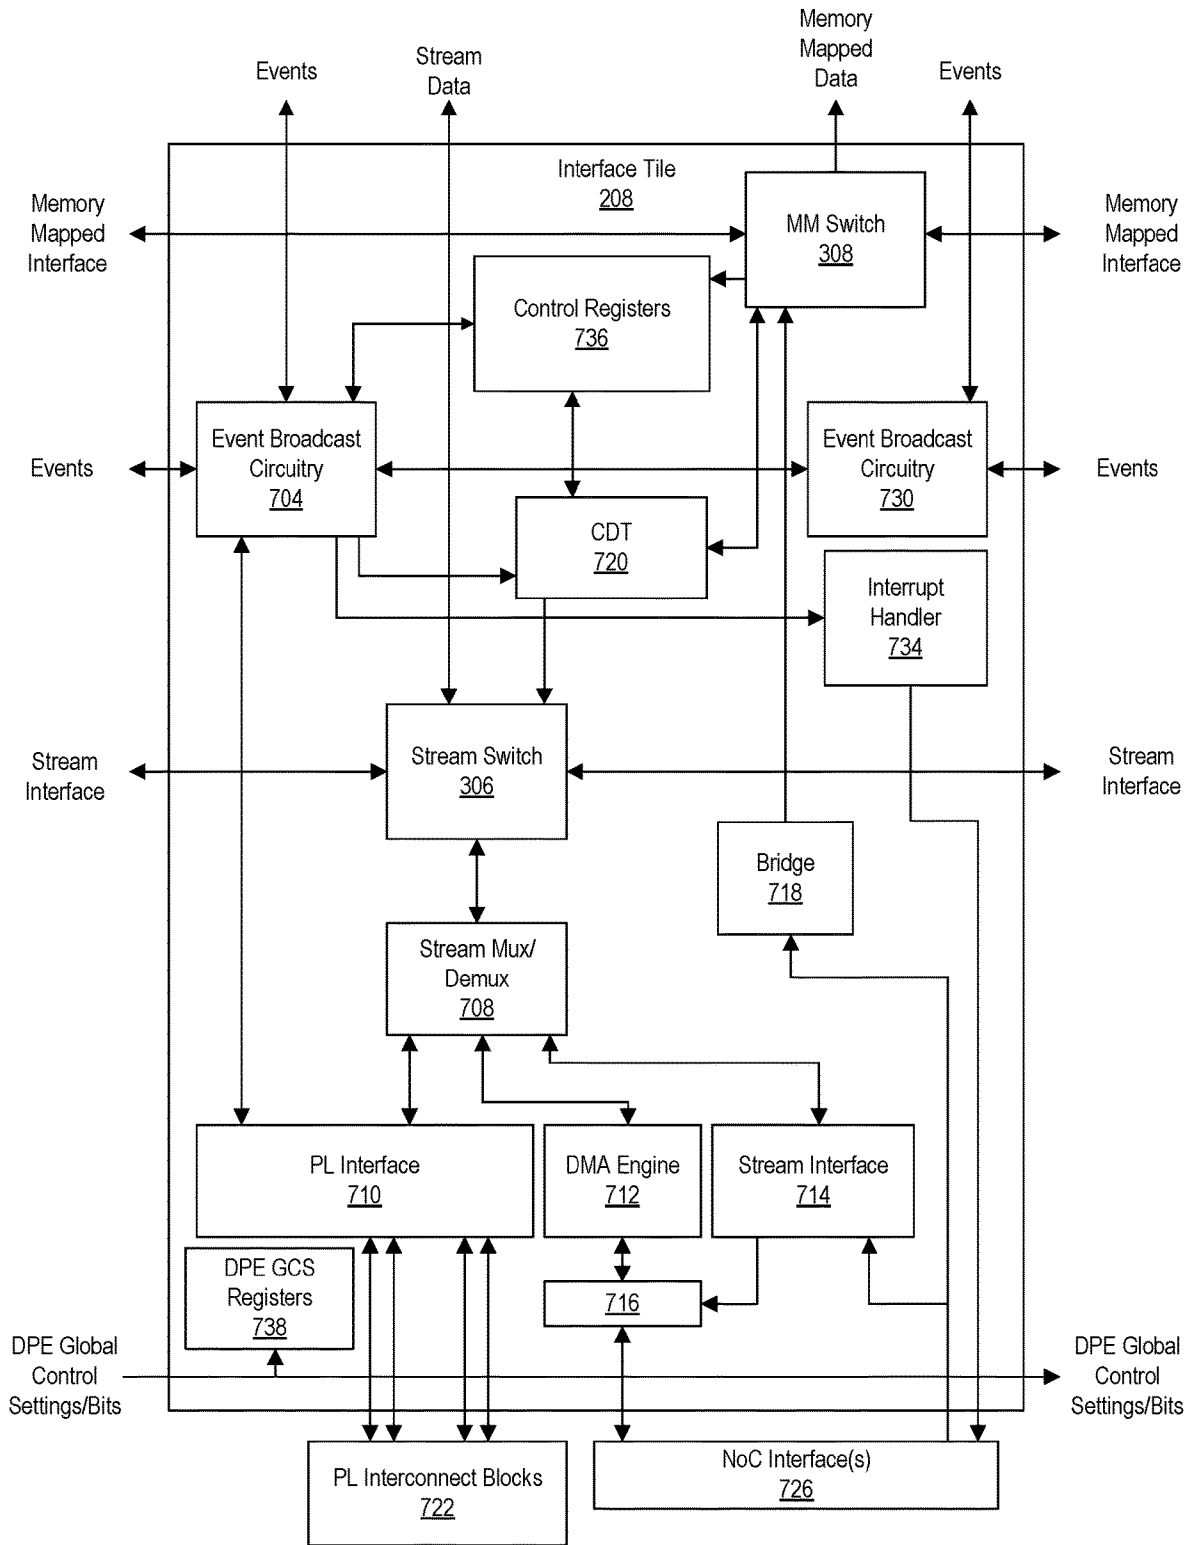 Memory
Mapped
Data
Stream
Data
Events
Events
Interface Tile
208
Memory
Mapped
Interface
MM Switch
308
Memory
Mapped
Interface
Control Registers
736
Event Broadcast
Circuitry
704
Event Broadcast
Circuitry
730
Events
Events
CDT
720
Interrupt
Handler
734
Stream
Interface
Stream Switch
306
Stream
Interface
Bridge
718
Stream Mux/
Demux
708
PL Interface
710
DMA Engine
712
Stream Interface
714
DPE GCS
Registers
738
716
DPE Global
Control
Settings/Bits
DPE Global
Control
Settings/Bits
PL Interconnect Blocks
722
NoC Interface(s)
726